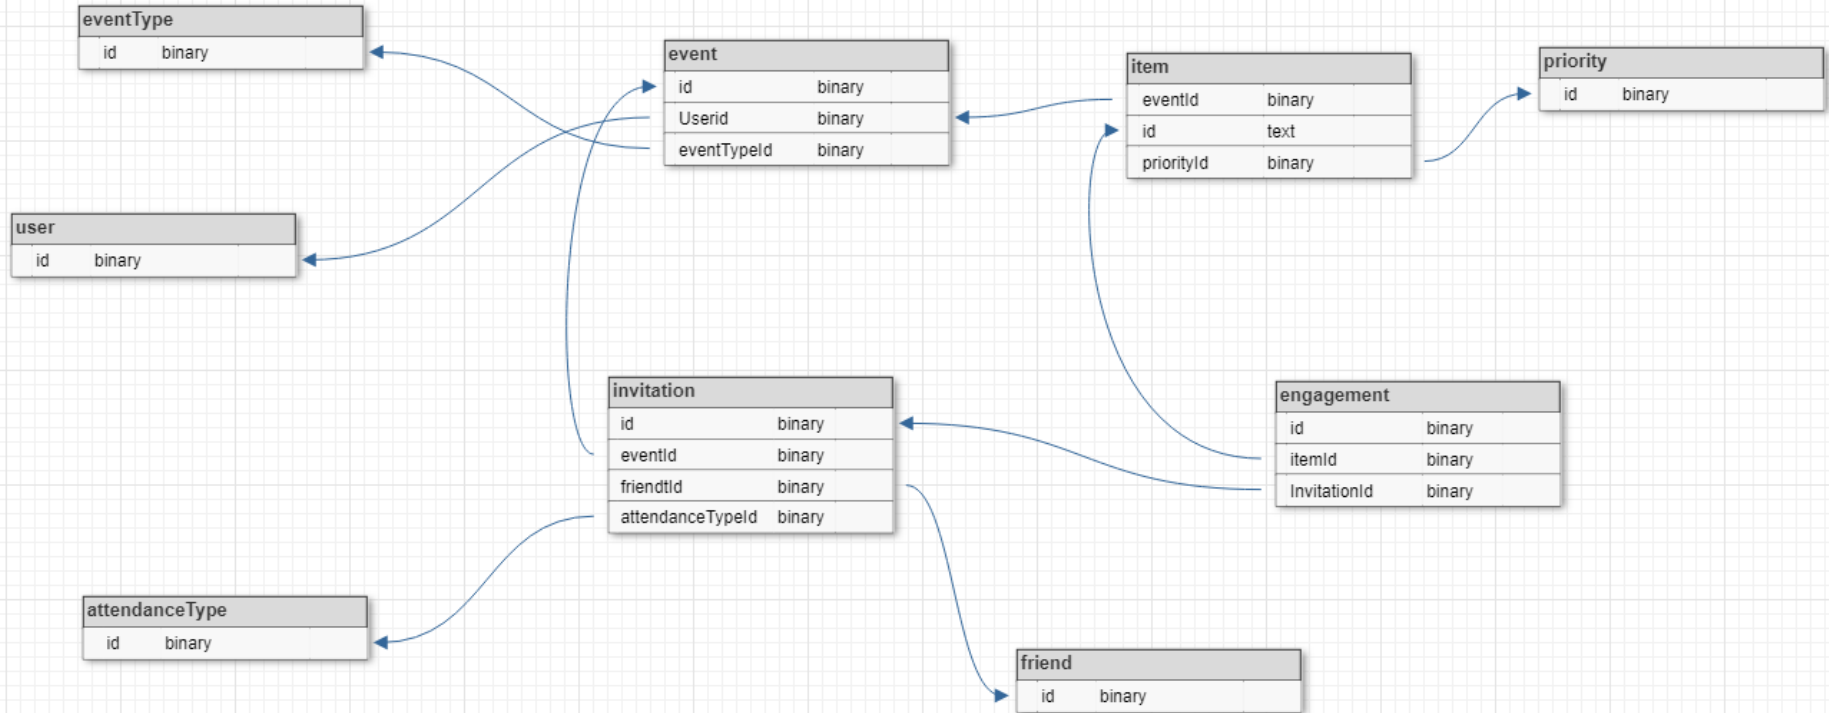 eventType
id binary
event
id binary
Userid binary
eventTypeId binary
item
eventId binary
id text
priorityId binary
priority
id binary
user
id binary
invitation
id binary
eventId binary
friendtId binary
attendanceTypeId binary
engagement
id binary
itemId binary
InvitationId binary
attendanceType
id binary
friend
id binary